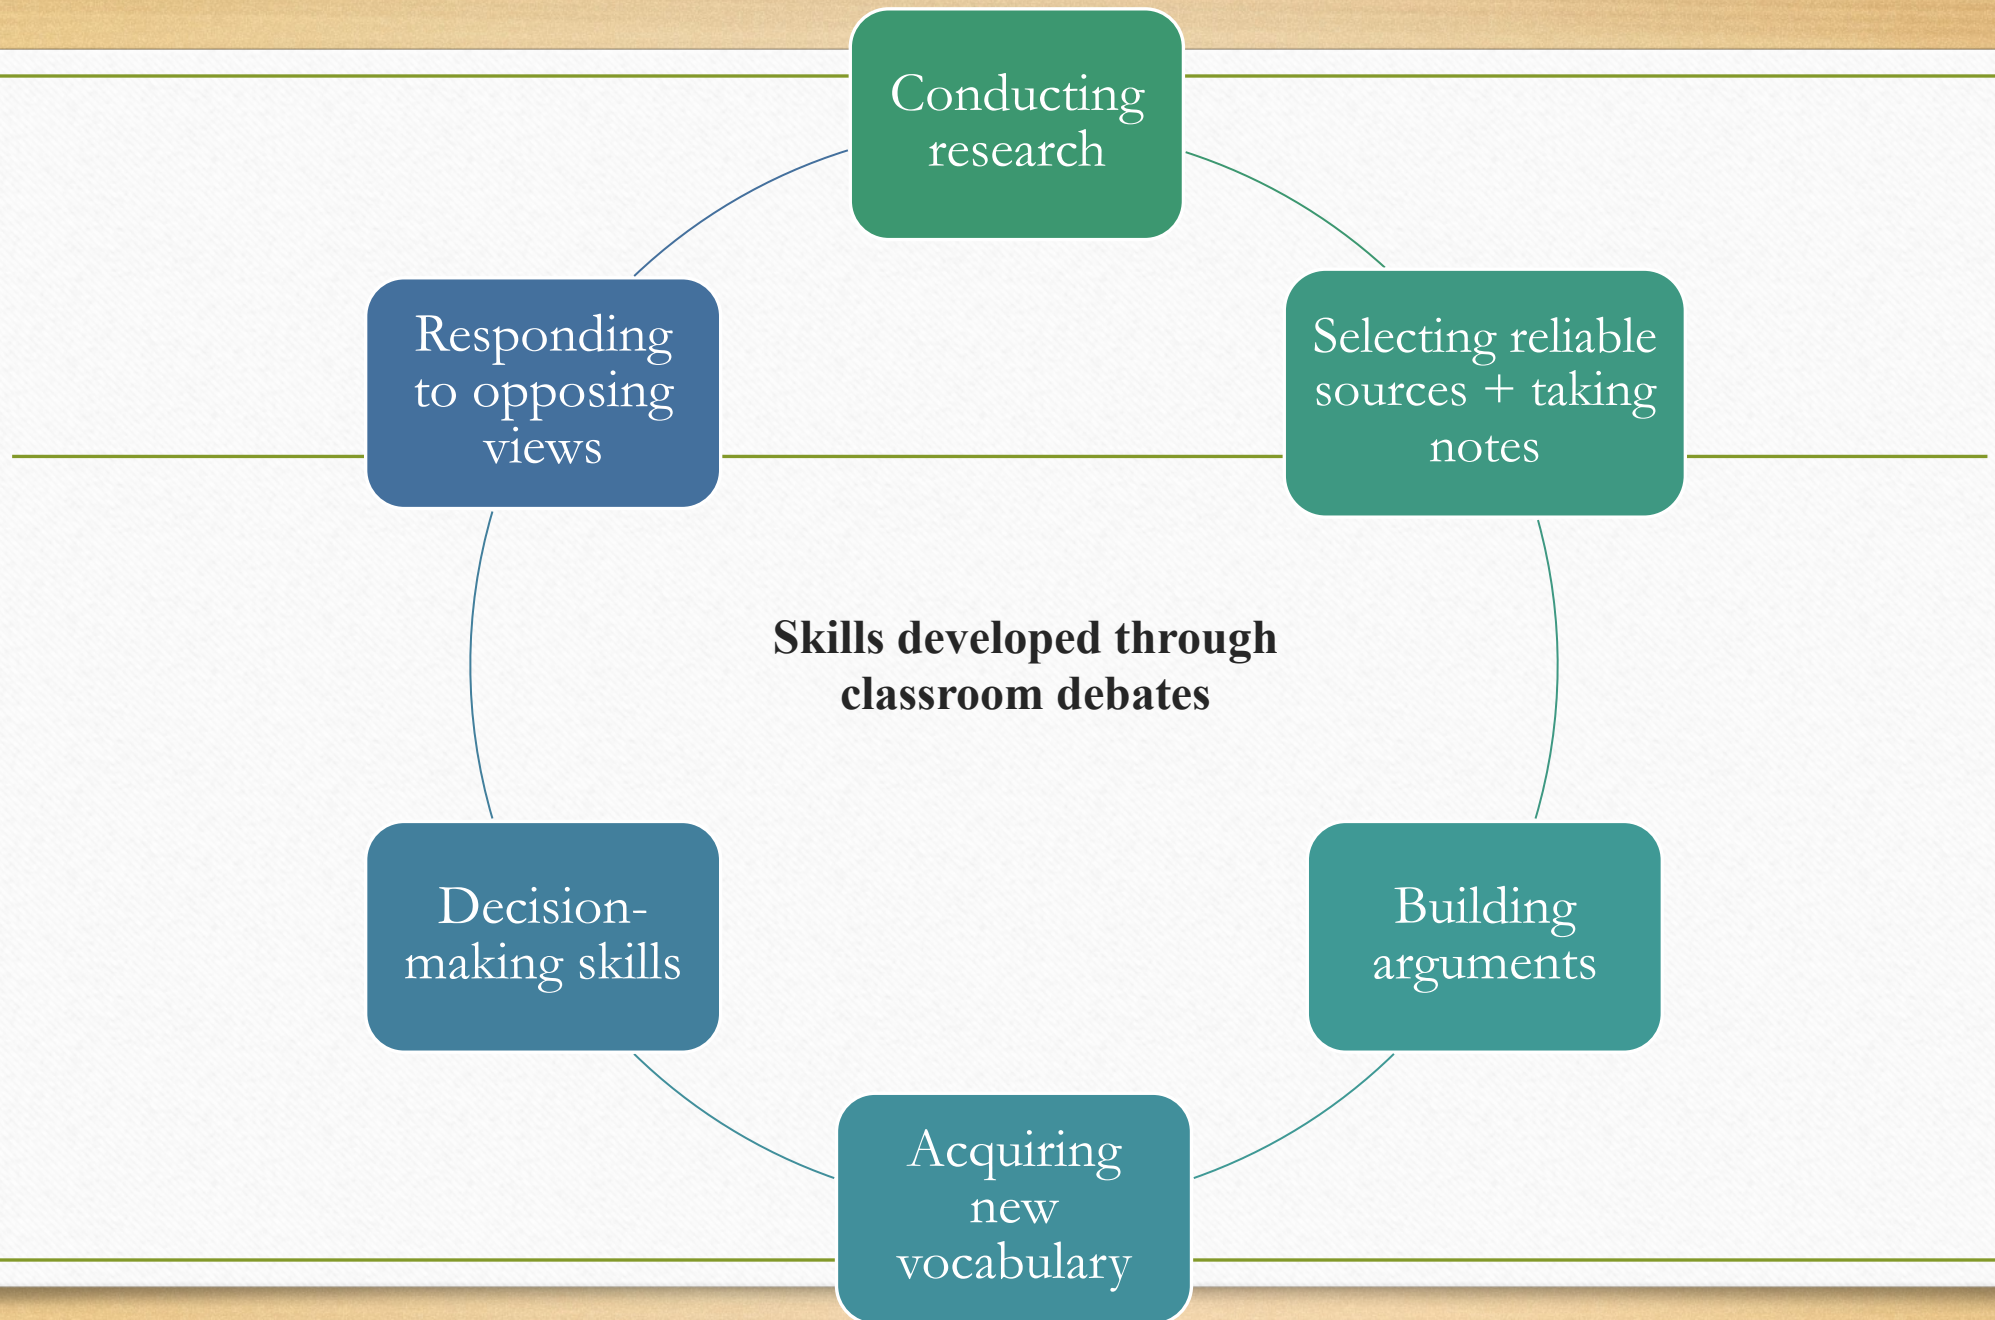 Conducting
research
Selecting reliable
sources + taking
notes
Building
arguments
Acquiring
new
vocabulary
Decision-
making skills
Responding
to opposing
views
Skills developed through
classroom debates